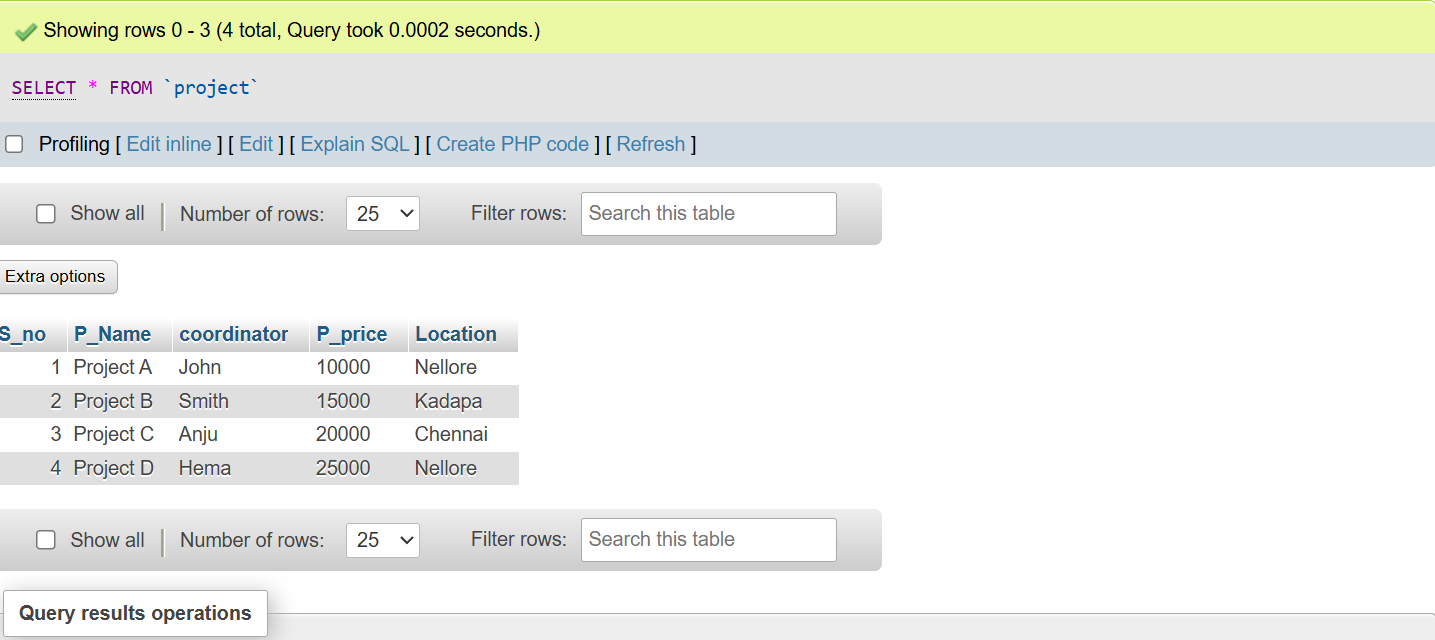 Showing rows 0 - 3 (4 total, Query took 0.0002 seconds.)
SELECT * FROM `project`
Profiling [ Edit inline ] [ Edit ] [ Explain SQL ] [ Create PHP code ] [ Refresh ]
Show all Number of rows: 25 Filter rows: Search this table
Extra options
S_no P_Name coordinator P_price Location
1 Project A John 10000 Nellore
2 Project B Smith 15000 Kadapa
3 Project C Anju 20000 Chennai
4 Project D Hema 25000 Nellore
Show all Number of rows: 25 Filter rows: Search this table
Query results operations